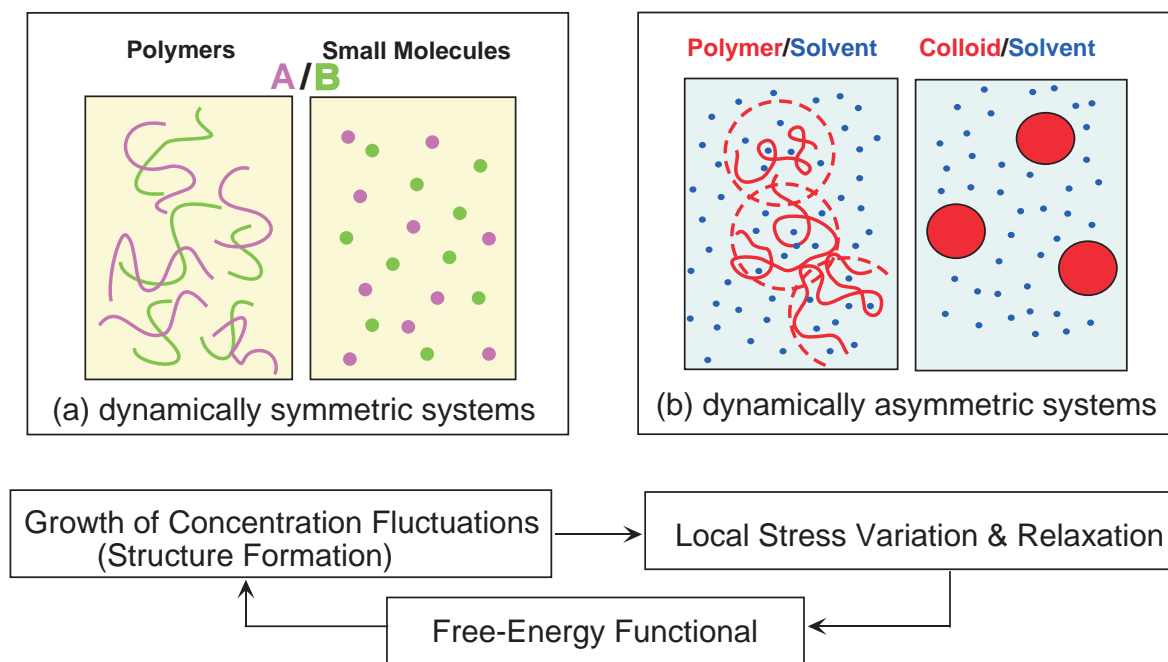 Polymers
Small Molecules
A/B
(a) dynamically symmetric systems
Polymer/Solvent
Colloid/Solvent
(b) dynamically asymmetric systems
Growth of Concentration Fluctuations
(Structure Formation)
Local Stress Variation & Relaxation
Free-Energy Functional